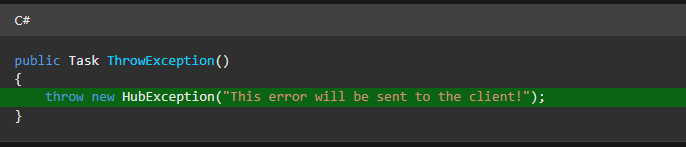 C#
public Task ThrowException()
{
    throw new HubException("This error will be sent to the client!");
}